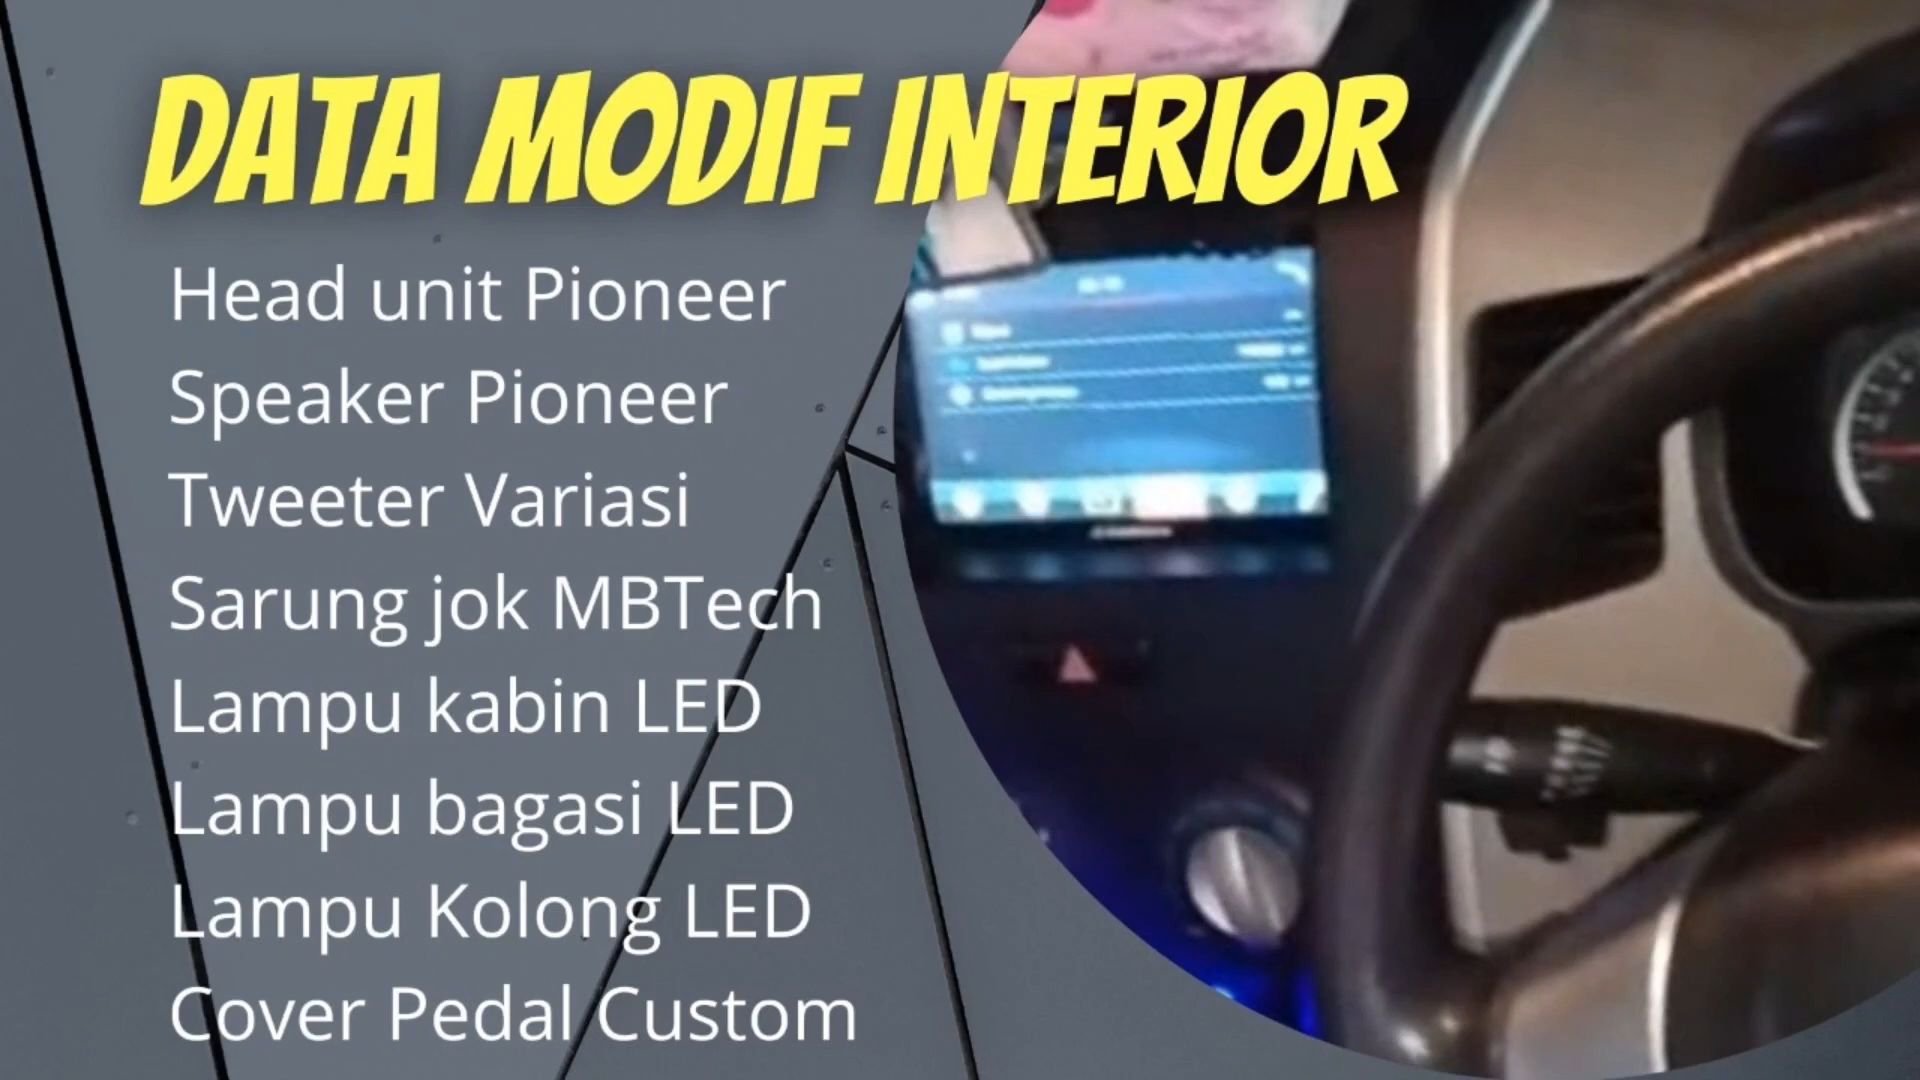 DATA MODIF INTERIOR
Head unit Pioneer
Speaker Pioneer
Tweeter Variasi
Sarung jok MBTech
Lampu kabin LED
Lampu bagasi LED
Lampu Kolong LED
Cover Pedal Custom